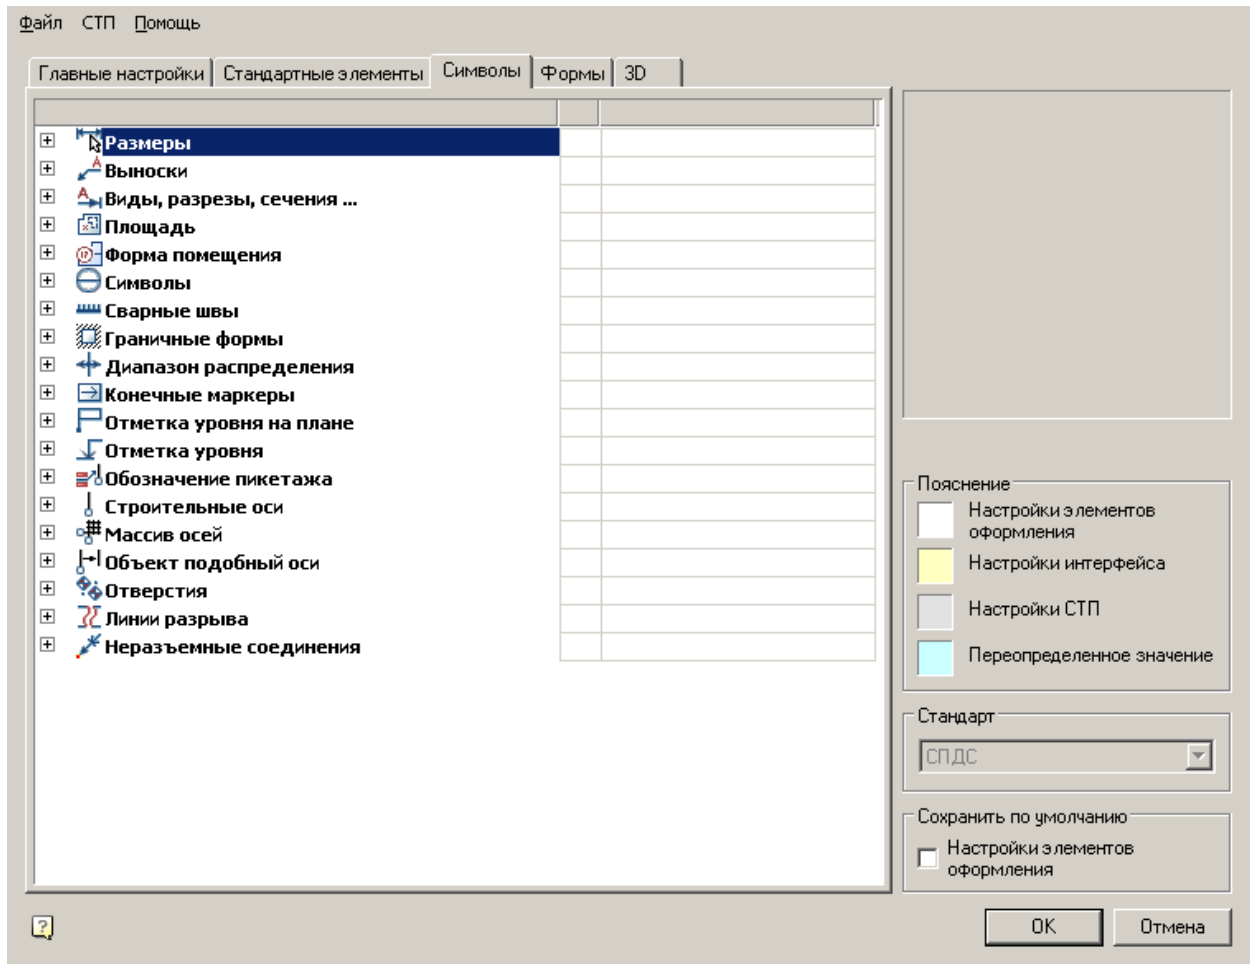 Файл СТП Помощь
Главные настройки Стандартные элементы Символы Формы 3D
Размеры
Выноски
Виды, разрезы, сечения ...
Площадь
Форма помещения
Символы
Сварные швы
Граничные формы
Диапазон распределения
Конечные маркеры
Отметка уровня на плане
Отметка уровня
Обозначение пикетажа
Строительные оси
Массив осей
Объект подобный оси
Отверстия
Линии разрыва
Неразъемные соединения
Пояснение
Настройки элементов
оформления
Настройки интерфейса
Настройки СТП
Переопределенное значение
Стандарт
СПДС
Сохранить по умолчанию
Настройки элементов
оформления
OK Отмена